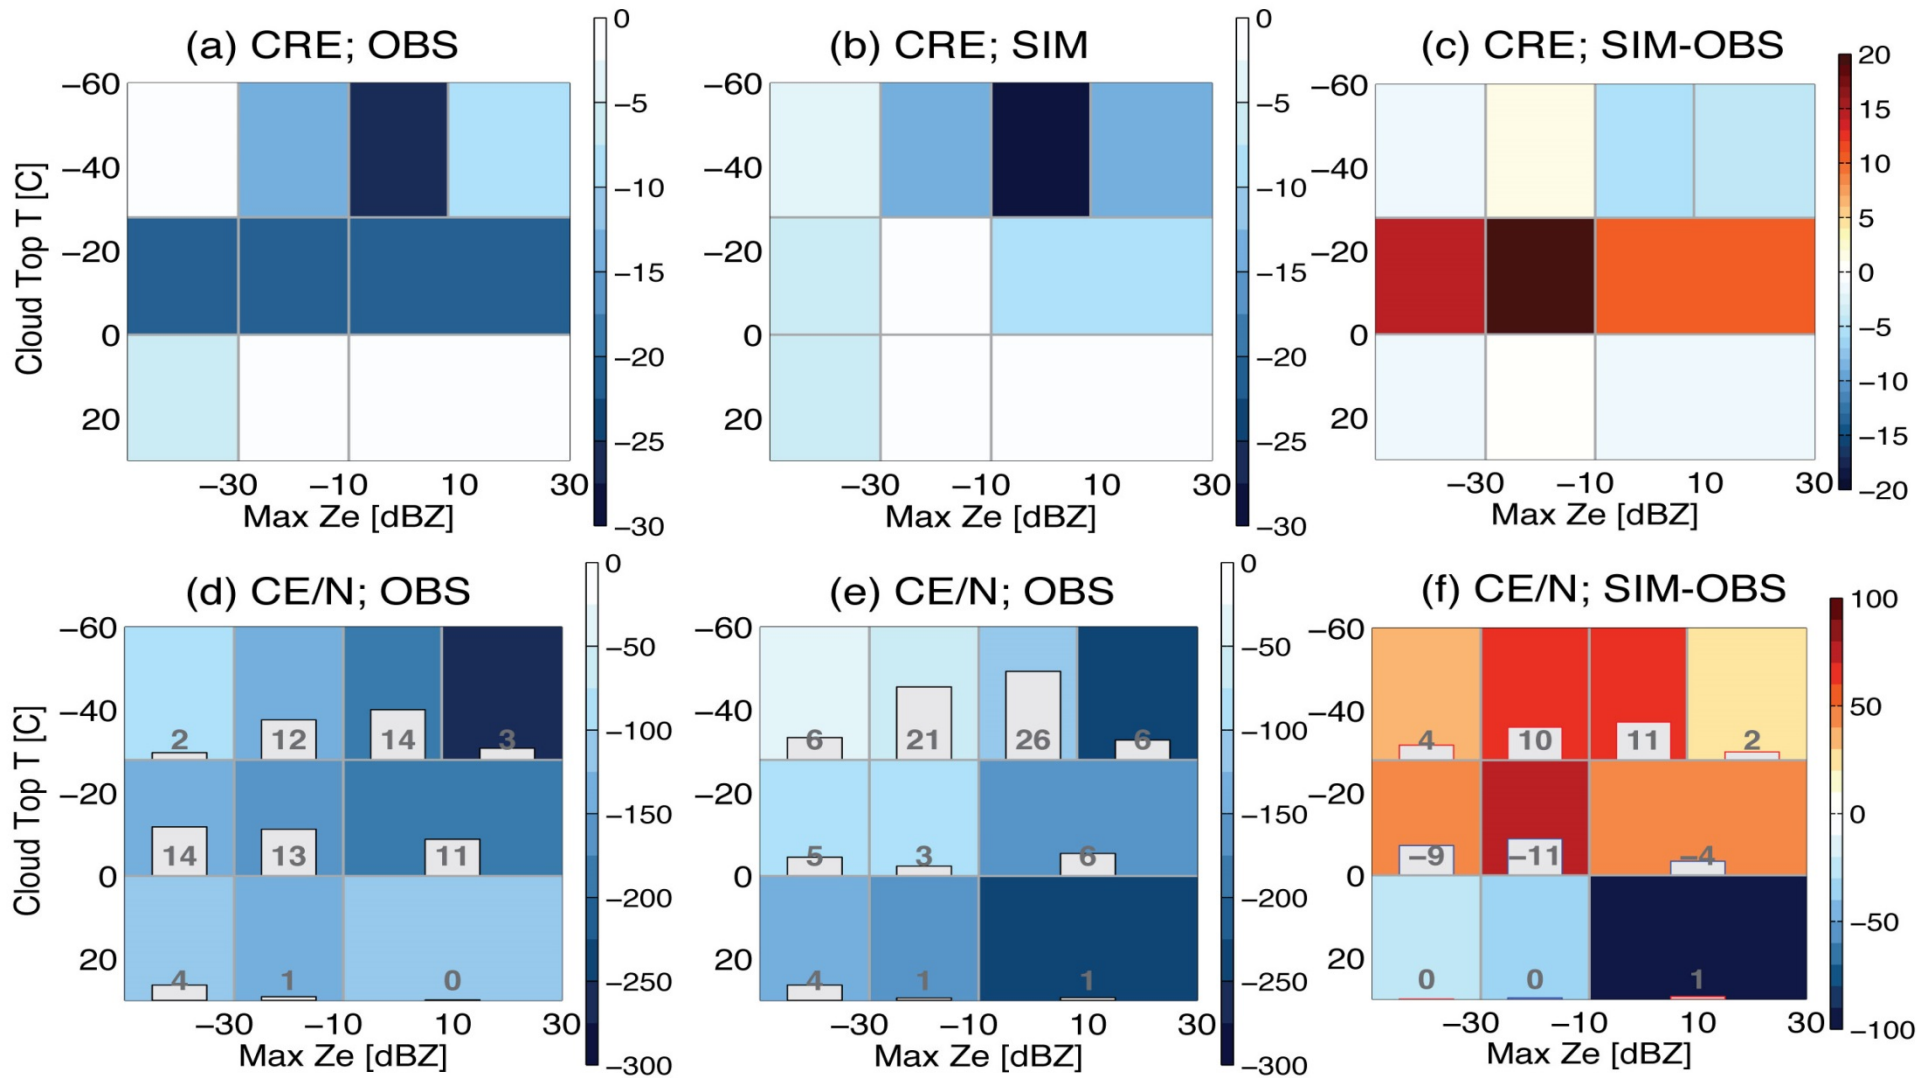 (a) CRE; OBS
(b) CRE; SIM
(c) CRE; SIM-OBS
Cloud Top T [C]
−60
−40
−20
0
20
−30 −10 10 30
Max Ze [dBZ]
0
−5
−10
−15
−20
−25
−30
−60
−40
−20
0
20
−30 −10 10 30
Max Ze [dBZ]
0
−5
−10
−15
−20
−25
−30
−60
−40
−20
0
20
−30 −10 10 30
Max Ze [dBZ]
20
15
10
5
0
−5
−10
−15
−20
(d) CE/N; OBS
(e) CE/N; OBS
(f) CE/N; SIM-OBS
Cloud Top T [C]
−60
−40
−20
0
20
2 12 14 3
14 13 11
4 1 0
−30 −10 10 30
Max Ze [dBZ]
0
−50
−100
−150
−200
−250
−300
−60
−40
−20
0
20
6 21 26 6
5 3 6
4 1 1
−30 −10 10 30
Max Ze [dBZ]
0
−50
−100
−150
−200
−250
−300
−60
−40
−20
0
20
4 10 11 2
−9 −11 −4
0 0 1
−30 −10 10 30
Max Ze [dBZ]
100
50
0
−50
−100